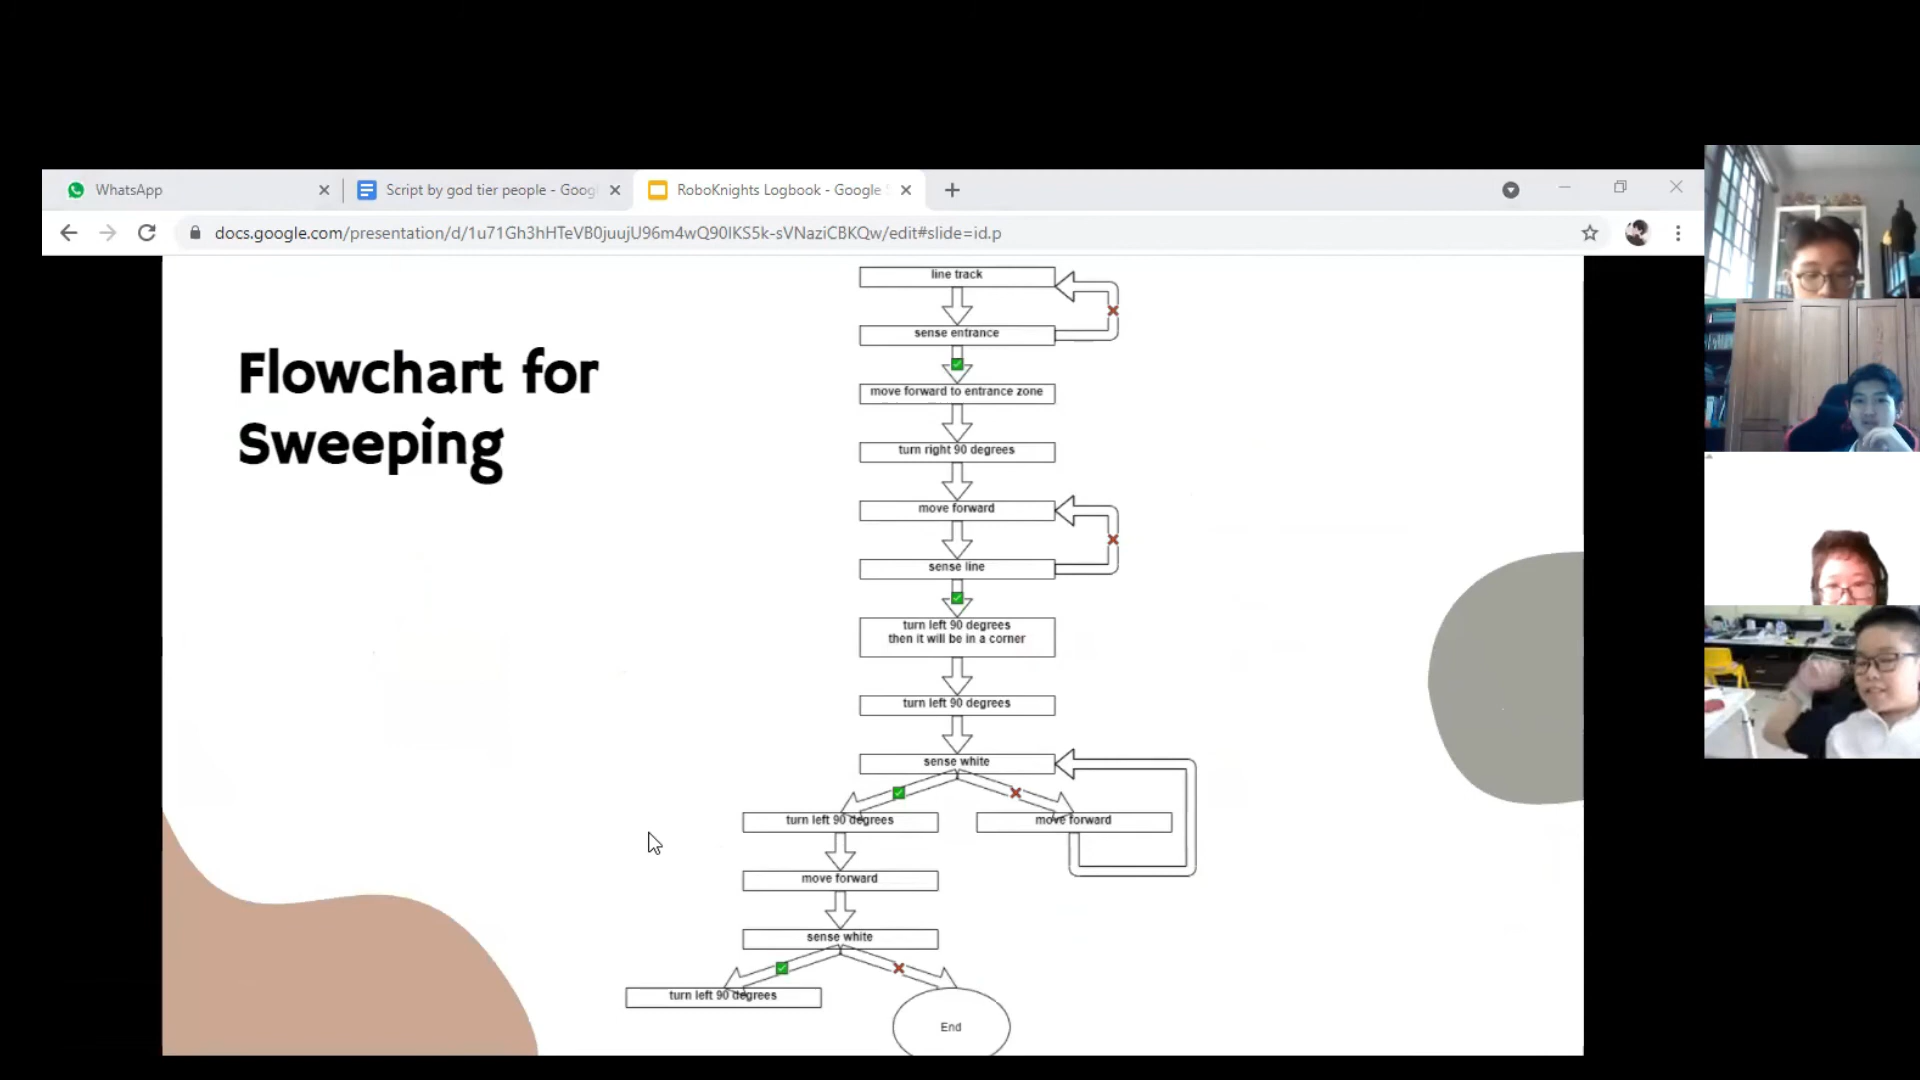 WhatsApp
Script by god tier people - Goog
RoboKnights Logbook - Google
docs.google.com/presentation/d/1u71Gh3hHTeVB0juujU96m4wQ90IKS5k-sVNaziCBKQw/edit#slide=id.p
Flowchart for
Sweeping
line track
sense entrance
move forward to entrance zone
turn right 90 degrees
move forward
sense line
turn left 90 degrees
then it will be in a corner
turn left 90 degrees
sense white
turn left 90 degrees
move forward
move forward
sense white
turn left 90 degrees
End